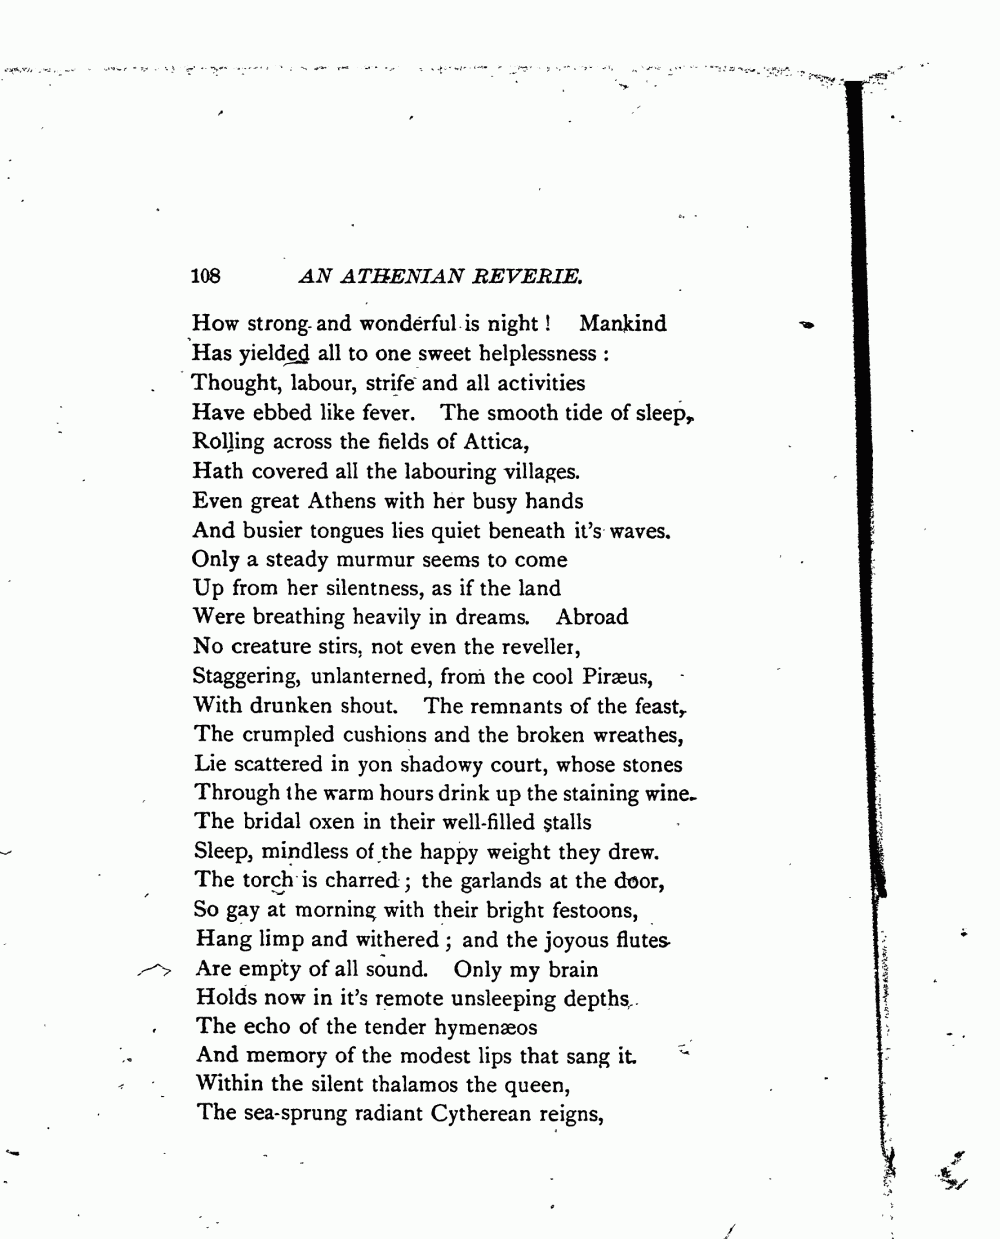 108 AN ATHENIAN REVERIE.
How strong and wonderful is night ! Mankind
Has yielded all to one sweet helplessness :
Thought, labour, strife and all activities
Have ebbed like fever. The smooth tide of sleep,
Rolling across the fields of Attica,
Hath covered all the labouring villages.
Even great Athens with her busy hands
And busier tongues lies quiet beneath it's waves.
Only a steady murmur seems to come
Up from her silentness, as if the land
Were breathing heavily in dreams. Abroad
No creature stirs, not even the reveller,
Staggering, unlanterned, from the cool Piræus,
With drunken shout. The remnants of the feast,
The crumpled cushions and the broken wreathes,
Lie scattered in yon shadowy court, whose stones
Through the warm hours drink up the staining wine.
The bridal oxen in their well-filled stalls
Sleep, mindless of the happy weight they drew.
The torch is charred ; the garlands at the door,
So gay at morning with their bright festoons,
Hang limp and withered ; and the joyous flutes
Are empty of all sound. Only my brain
Holds now in it's remote unsleeping depths
The echo of the tender hymenæos
And memory of the modest lips that sang it.
Within the silent thalamos the queen,
The sea-sprung radiant Cytherean reigns,